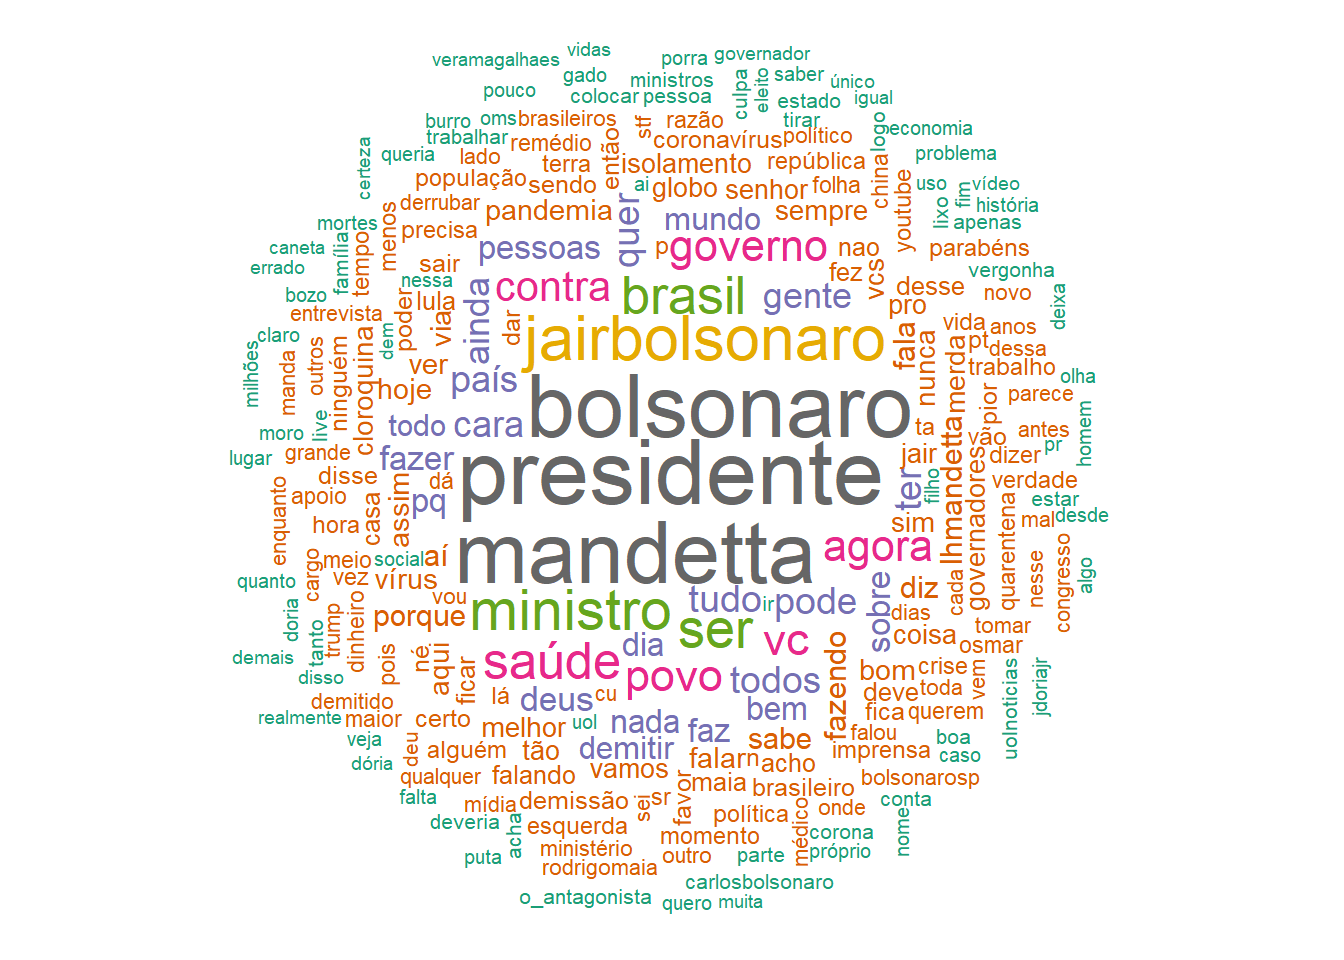 vidas
veramagalhaes
porra
governador
gado
ministros
saber
único
pouco
colocar
pessoa
culpa
eleito
estado
igual
burro
oms
brasileiros
stf
razão
tirar
logo
economia
certeza
trabalhar
remédio
então
coronavírus
político
queria
lado
terra
isolamento
república
china
problema
população
sendo
ai
globo
senhor
folha
youtube
uso
fim
vídeo
derrubar
pandemia
quer
mundo
sempre
lixo
história
mortes
menos
precisa
pessoas
p
governo
nao
apenas
parabéns
caneta
família
tempo
sair
contra
fez
vcs
vergonha
errado
nessa
ainda
brasil
gente
desse
novo
deixa
bozo
lula
via
dar
pro
entrevista
poder
jairbolsonaro
fala
vida
anos
claro
dem
ver
nunca
pt
dessa
milhões
manda
outros
ninguém
cloroquina
hoje
país
bolsonaro
merda
pior
trabalho
olha
parece
moro
live
todo
cara
ta
vão
antes
pr
homem
lugar
grande
fazer
presidente
jair
lhmandetta
dizer
disse
dá
ter
filho
governadores
verdade
enquanto
apoio
casa
assim
pq
sim
quarentena
estar
hora
mandetta
mal
desde
meio
social
aí
agora
nesse
congresso
algo
quanto
cargo
vez
vírus
vou
ministro
tudo
ir
pode
sobre
diz
cada
dias
doria
tanto
trump
dinheiro
porque
ser
vc
coisa
tomar
demais
pois
né
aqui
saúde
dia
osmar
disso
ficar
povo
todos
fazendo
bom
crise
vem
demitido
lá
deus
cu
bem
deve
toda
uolnoticias
jdoriajr
realmente
maior
certo
melhor
uol
nada
faz
fica
querem
veja
deu
alguém
tão
demitir
sabe
falou
boa
dória
imprensa
caso
qualquer
falando
vamos
falar
n
acho
bolsonarosp
falta
mídia
demissão
sei
sr
favor
maia
brasileiro
onde
conta
deveria
acha
esquerda
política
médico
nome
momento
corona
puta
ministério
outro
parte
próprio
rodrigomaia
carlosbolsonaro
o_antagonista
quero
muita